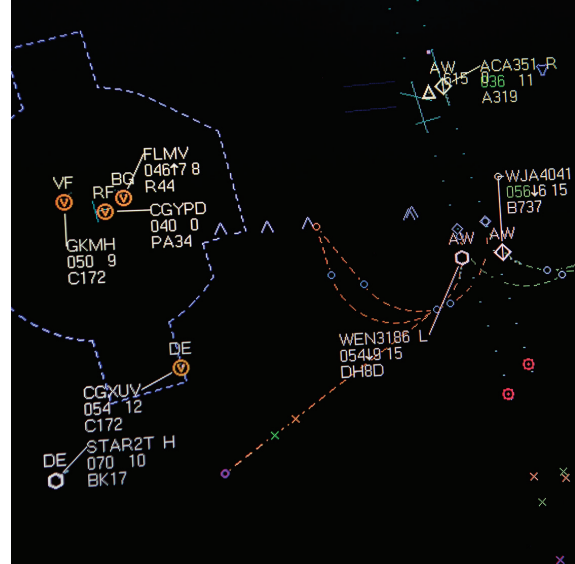 AW
ACA351 R
615 0
036 11
A319
FLMV
046↑7 8
R44
VF
RF
BG
CGYPD
040 0
PA34
GKMH
050 9
C172
WJA4041
056↓6 15
B737
AW
AW
WEN3186 L
054↓9 15
DH8D
DE
CGXUV
054 12
C172
DE
STAR2T H
070 10
BK17